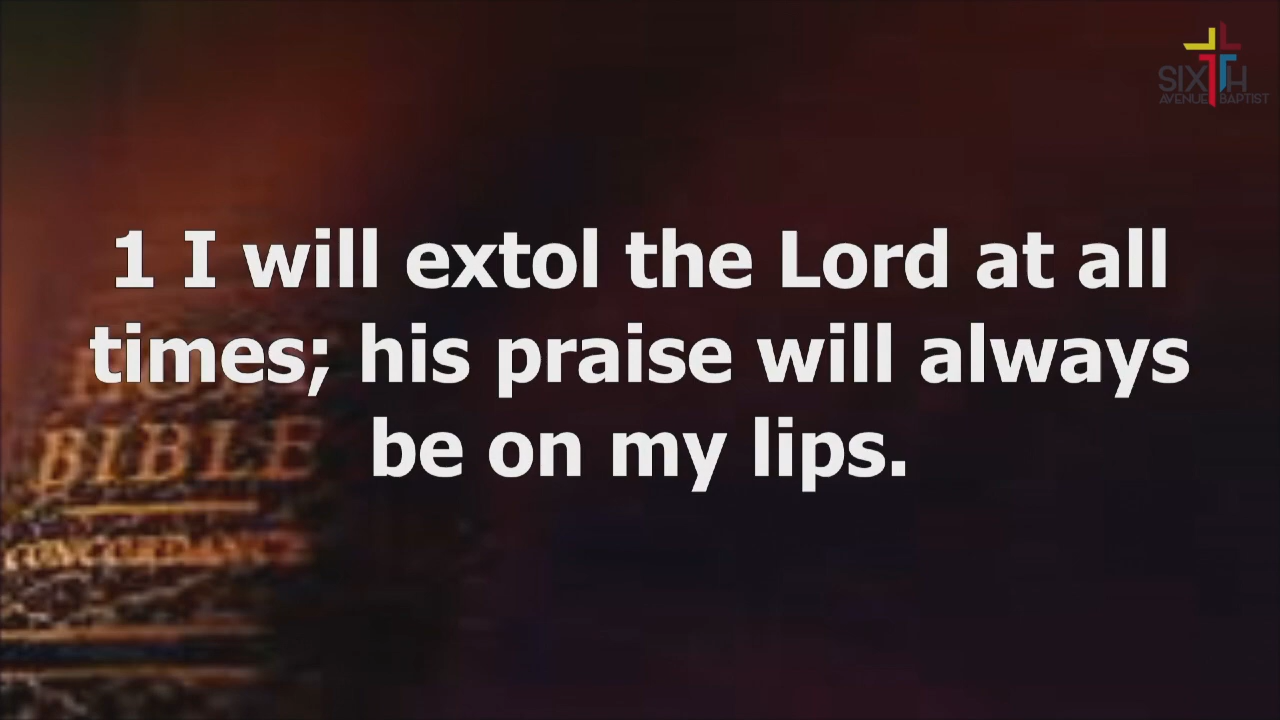 SIXTH
AVENUE BAPTIST
1 I will extol the Lord at all
times; his praise will always
be on my lips.
BIBLE
CONCORDANCE